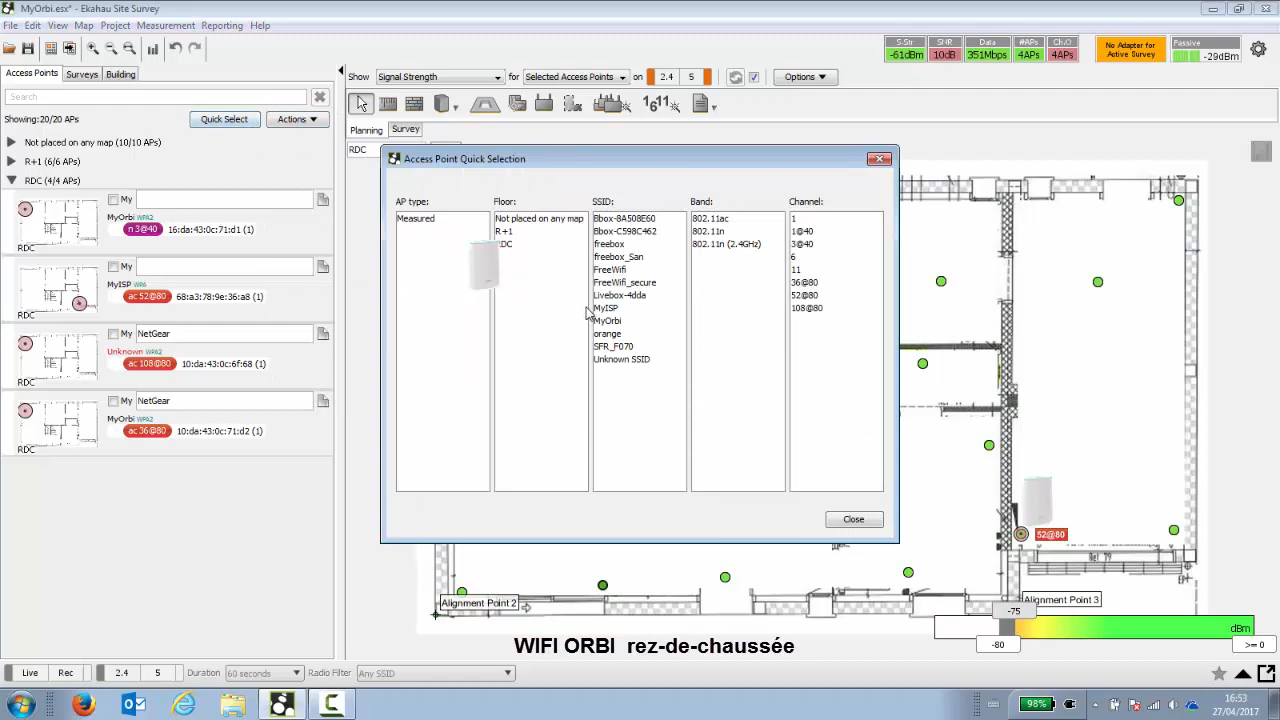 MyOrbi.esx* - Ekahau Site Survey
File Edit View Map Project Measurement Reporting Help
S.Str SNR Data #APs Ch.O
-61dBm 10dB 351Mbps 4APs 4APs
No Adapter for
Active Survey
Passive
-29dBm
Access Points Surveys Building
Show Signal Strength for Selected Access Points on 2.4 5 Options
Search
Showing:20/20 APs Quick Select Actions
Not placed on any map (10/10 APs)
R+1 (6/6 APs)
RDC (4/4 APs)
Planning Survey
RDC
My
MyOrbi WPA2
n 3@40 16:da:43:0c:71:d1 (1)
RDC
My
MyISP WPA
ac 52@80 68:a3:78:9e:36:a8 (1)
RDC
My NetGear
Unknown WPA2
ac 108@80 10:da:43:0c:6f:68 (1)
RDC
My NetGear
MyOrbi WPA2
ac 36@80 10:da:43:0c:71:d2 (1)
RDC
Access Point Quick Selection
AP type: Floor: SSID: Band: Channel:
Measured Not placed on any map Bbox-8A508E60 802.11ac 1
R+1 Bbox-C598C462 802.11n 1@40
DC freebox 802.11n (2.4GHz) 3@40
freebox_San 6
FreeWifi 11
FreeWifi_secure 36@80
Livebox-4dda 52@80
MyISP 108@80
MyOrbi
orange
SFR_F070
Unknown SSID
Close
52@80
Alignment Point 2
Alignment Point 3
-75
dBm
-80 >= 0
WIFI ORBI rez-de-chaussée
Live Rec 2.4 5 Duration 60 seconds Radio Filter Any SSID
98%
16:53
27/04/2017